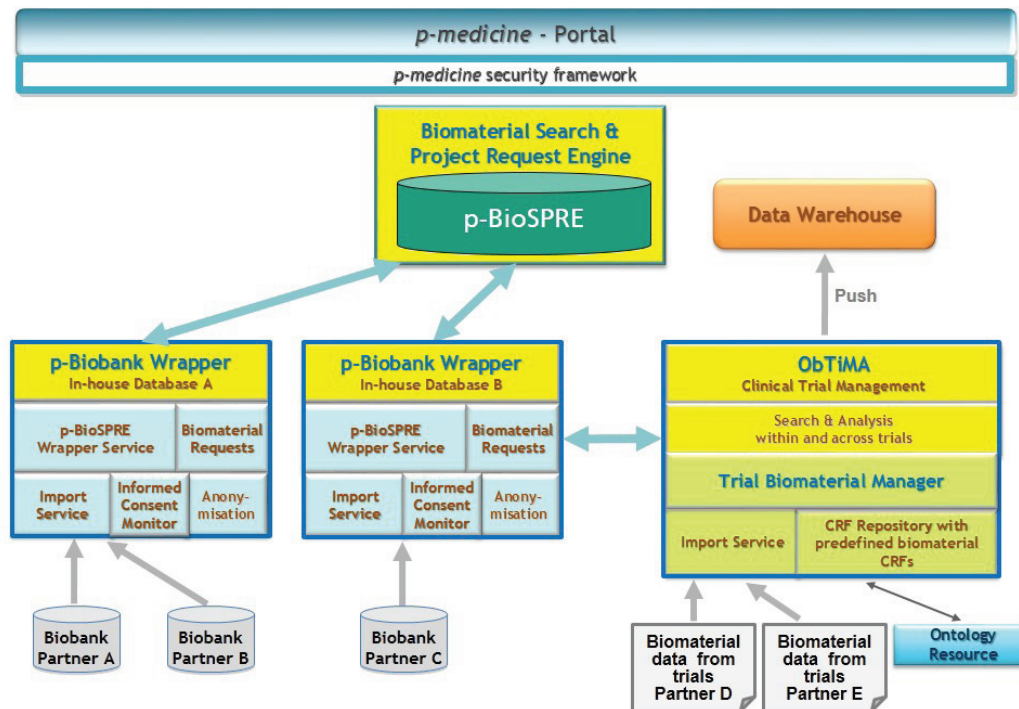 p-medicine - Portal
p-medicine security framework
Biomaterial Search &
Project Request Engine
p-BioSPRE
Data Warehouse
Push
p-Biobank Wrapper
In-house Database A
p-BioSPRE
Wrapper Service
Biomaterial
Requests
Import
Service
Informed
Consent
Monitor
Anony-
misation
p-Biobank Wrapper
In-house Database B
p-BioSPRE
Wrapper Service
Biomaterial
Requests
Import
Service
Informed
Consent
Monitor
Anony-
misation
ObTiMA
Clinical Trial Management
Search & Analysis
within and across trials
Trial Biomaterial Manager
Import Service
CRF Repository with
predefined biomaterial
CRFs
Biobank
Partner A
Biobank
Partner B
Biobank
Partner C
Biomaterial
data from
trials
Partner D
Biomaterial
data from
trials
Partner E
Ontology
Resource